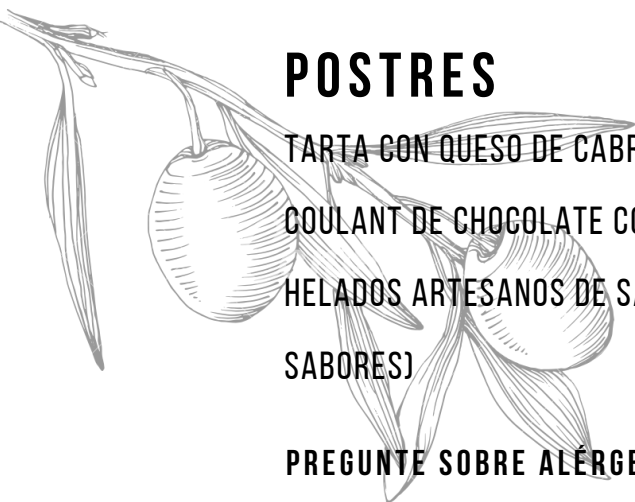 POSTRES
TARTA CON QUESO DE
COULANT DE CHOCOLATE
HELADOS ARTESANOS DE
SABORES)
PREGUNTE SOBRE